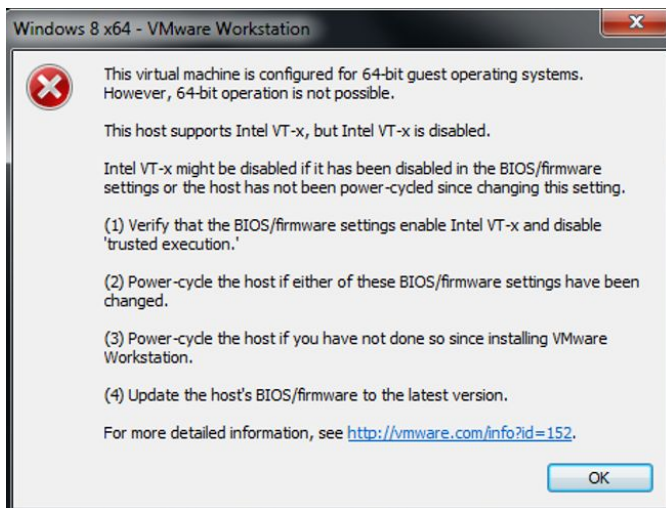 Windows 8 x64 - VMware Workstation
This virtual machine is configured for 64-bit guest operating systems.
However, 64-bit operation is not possible.
This host supports Intel VT-x, but Intel VT-x is disabled.
Intel VT-x might be disabled if it has been disabled in the BIOS/firmware
settings or the host has not been power-cycled since changing this setting.
(1) Verify that the BIOS/firmware settings enable Intel VT-x and disable
'trusted execution.'
(2) Power-cycle the host if either of these BIOS/firmware settings have been
changed.
(3) Power-cycle the host if you have not done so since installing VMware
Workstation.
(4) Update the host's BIOS/firmware to the latest version.
For more detailed information, see http://vmware.com/info?id=152.
OK